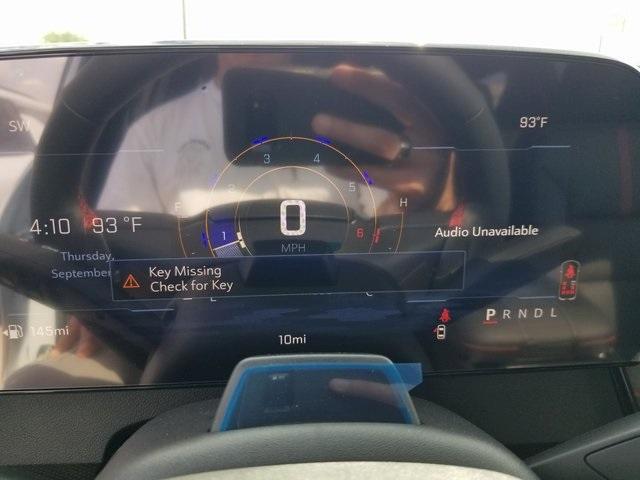 SW
93°F
3 4
2 5
F H
1 6
0
MPH
4:10 93 °F
Audio Unavailable
Thursday,
September
Key Missing
Check for Key
E C
P R N D L
145mi
10mi